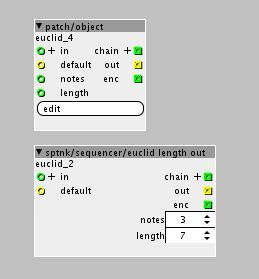 patch/object
euclid_4
in chain
default out
notes enc
length
edit
sptnk/sequencer/euclid length out
euclid_2
in chain
default out
enc
notes 3
length 7